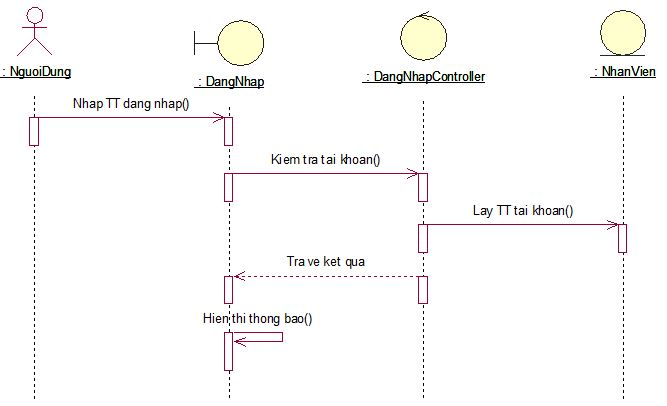 : NguoiDung
: DangNhap
: DangNhapController
: NhanVien
Nhap TT dang nhap()
Kiem tra tai khoan()
Lay TT tai khoan()
Tra ve ket qua
Hien thi thong bao()